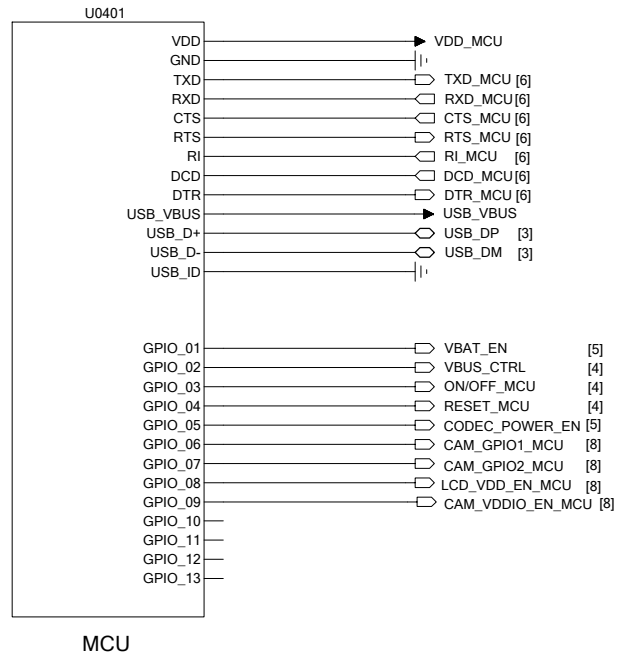 U0401
VDD VDD_MCU
GND
TXD TXD_MCU [6]
RXD RXD_MCU [6]
CTS CTS_MCU [6]
RTS RTS_MCU [6]
RI RI_MCU [6]
DCD DCD_MCU [6]
DTR DTR_MCU [6]
USB_VBUS USB_VBUS
USB_D+ USB_DP [3]
USB_D- USB_DM [3]
USB_ID
GPIO_01 VBAT_EN [5]
GPIO_02 VBUS_CTRL [4]
GPIO_03 ON/OFF_MCU [4]
GPIO_04 RESET_MCU [4]
GPIO_05 CODEC_POWER_EN [5]
GPIO_06 CAM_GPIO1_MCU [8]
GPIO_07 CAM_GPIO2_MCU [8]
GPIO_08 LCD_VDD_EN_MCU [8]
GPIO_09 CAM_VDDIO_EN_MCU [8]
GPIO_10
GPIO_11
GPIO_12
GPIO_13
MCU